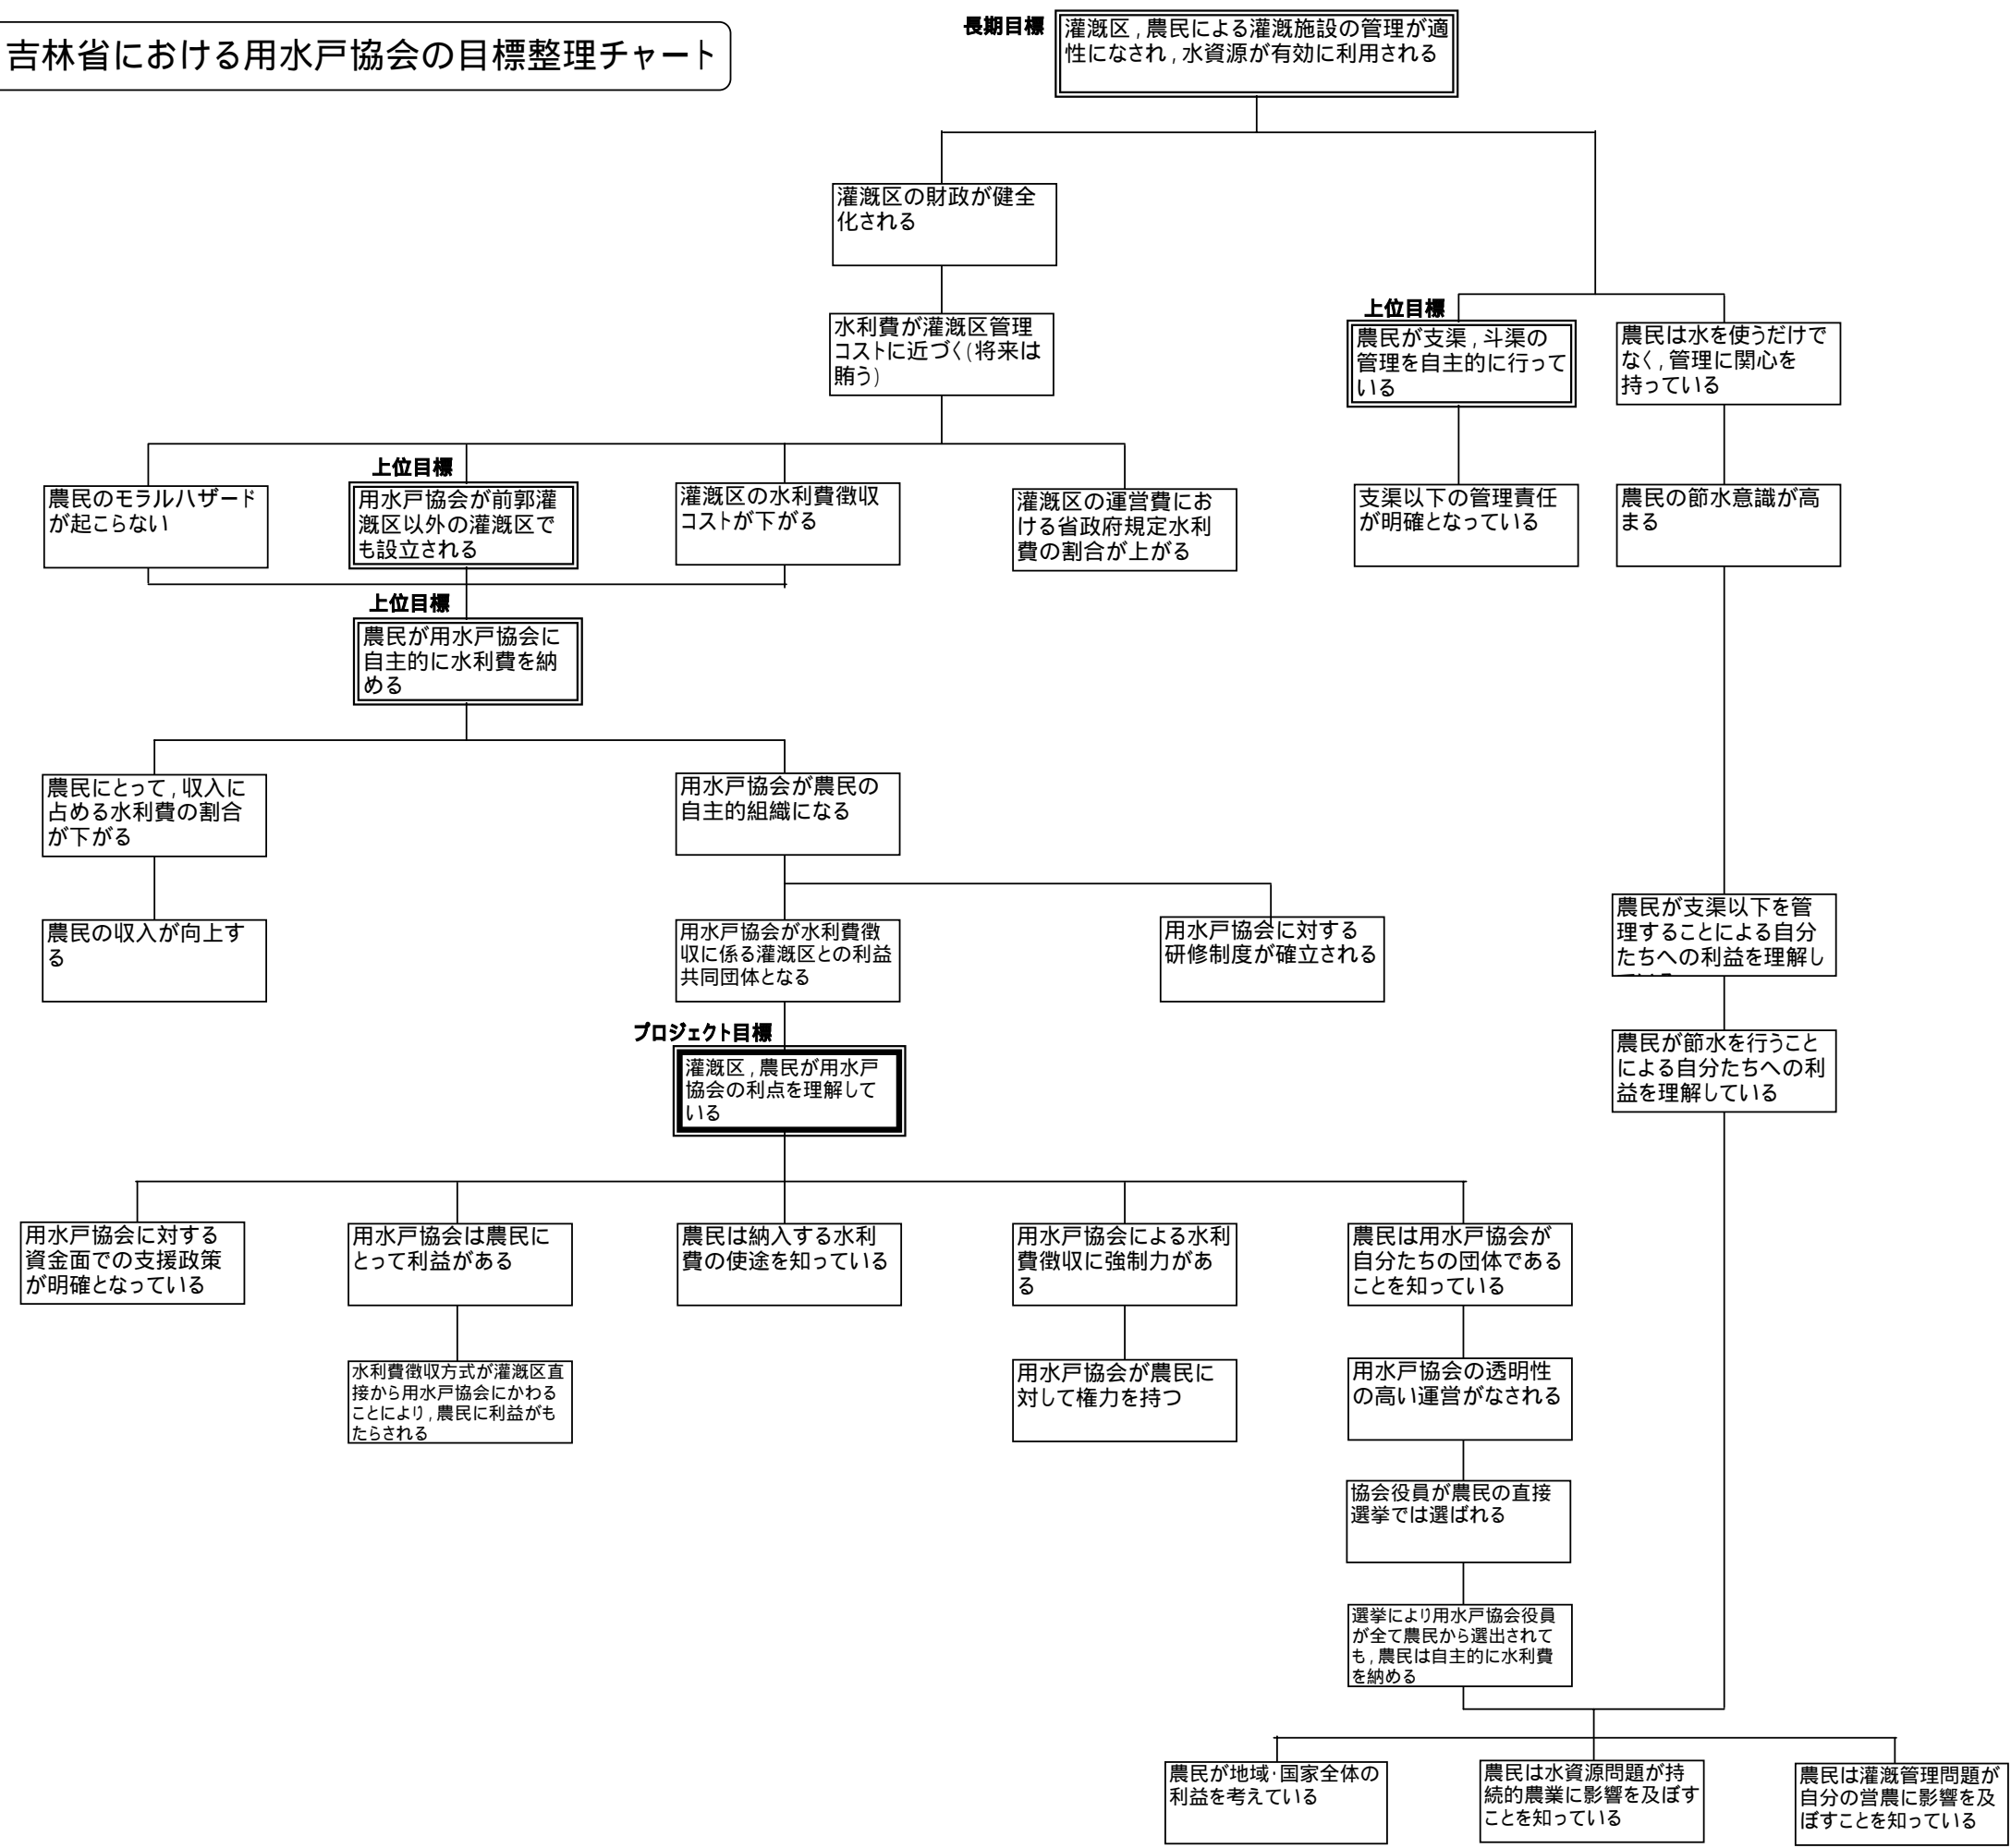 吉林省における用水戸協会の目標整理チャート
長期目標
灌漑区，農民による灌漑施設の管理が適
性になされ，水資源が有効に利用される
灌漑区の財政が健全
化される
水利費が灌漑区管理
コストに近づく(将来は
賄う)
上位目標
農民が支渠，斗渠の
管理を自主的に行って
いる
農民は水を使うだけで
なく，管理に関心を
持っている
農民のモラルハザード
が起こらない
上位目標
用水戸協会が前郭灌
漑区以外の灌漑区で
も設立される
灌漑区の水利費徴収
コストが下がる
灌漑区の運営費にお
ける省政府規定水利
費の割合が上がる
支渠以下の管理責任
が明確となっている
農民の節水意識が高
まる
上位目標
農民が用水戸協会に
自主的に水利費を納
める
農民にとって，収入に
占める水利費の割合
が下がる
用水戸協会が農民の
自主的組織になる
農民の収入が向上す
る
用水戸協会が水利費徴
収に係る灌漑区との利益
共同団体となる
用水戸協会に対する
研修制度が確立される
農民が支渠以下を管
理することによる自分
たちへの利益を理解し
プロジェクト目標
灌漑区，農民が用水戸
協会の利点を理解して
いる
農民が節水を行うこと
による自分たちへの利
益を理解している
用水戸協会に対する
資金面での支援政策
が明確となっている
用水戸協会は農民に
とって利益がある
農民は納入する水利
費の使途を知っている
用水戸協会による水利
費徴収に強制力があ
る
農民は用水戸協会が
自分たちの団体である
ことを知っている
水利費徴収方式が灌漑区直
接から用水戸協会にかわる
ことにより，農民に利益がも
たらされる
用水戸協会が農民に
対して権力を持つ
用水戸協会の透明性
の高い運営がなされる
協会役員が農民の直接
選挙では選ばれる
選挙により用水戸協会役員
が全て農民から選出されて
も，農民は自主的に水利費
を納める
農民が地域・国家全体の
利益を考えている
農民は水資源問題が持
続的農業に影響を及ぼす
ことを知っている
農民は灌漑管理問題が
自分の営農に影響を及
ぼすことを知っている